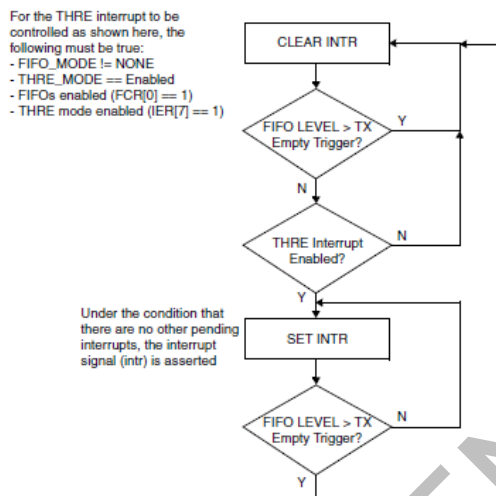 For the THRE interrupt to be
controlled as shown here, the
following must be true:
- FIFO_MODE != NONE
- THRE_MODE == Enabled
- FIFOs enabled (FCR[0] == 1)
- THRE mode enabled (IER[7] == 1)
CLEAR INTR
FIFO LEVEL > TX
Empty Trigger?
Y
N
THRE Interrupt
Enabled?
N
Y
Under the condition that
there are no other pending
interrupts, the interrupt
signal (intr) is asserted
SET INTR
FIFO LEVEL > TX
Empty Trigger?
N
Y